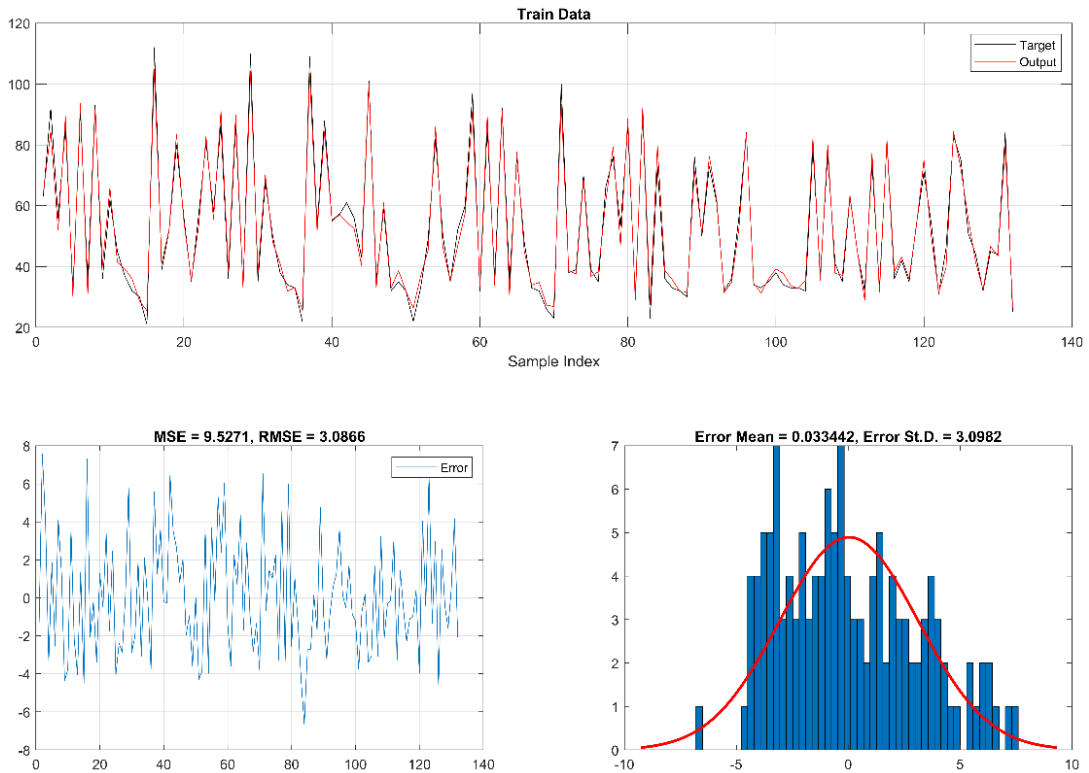 Train Data
120
100
80
60
40
20
Target
Output
0 20 40 60 80 100 120 140
Sample Index
MSE = 9.5271, RMSE = 3.0866
8
6
4
2
0
-2
-4
-6
-8
Error
0 20 40 60 80 100 120 140
Error Mean = 0.033442, Error St.D. = 3.0982
7
6
5
4
3
2
1
0
-10 -5 0 5 10